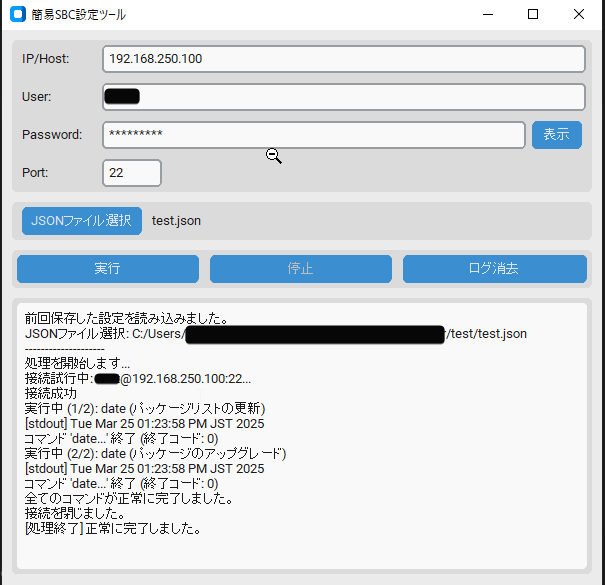 簡易SBC設定ツール
IP/Host: 192.168.250.100
User:
Password: ********* 表示
Port: 22
JSONファイル選択 test.json
実行 停止 ログ消去
前回保存した設定を読み込みました。
JSONファイル選択: C:/Users/ r/test/test.json
--------------------
処理を開始します...
接続試行中: @192.168.250.100:22...
接続成功
実行中 (1/2): date (パッケージリストの更新)
[stdout] Tue Mar 25 01:23:58 PM JST 2025
コマンド 'date...' 終了 (終了コード: 0)
実行中 (2/2): date (パッケージのアップグレード)
[stdout] Tue Mar 25 01:23:58 PM JST 2025
コマンド 'date...' 終了 (終了コード: 0)
全てのコマンドが正常に完了しました。
接続を閉じました。
[処理終了] 正常に完了しました。